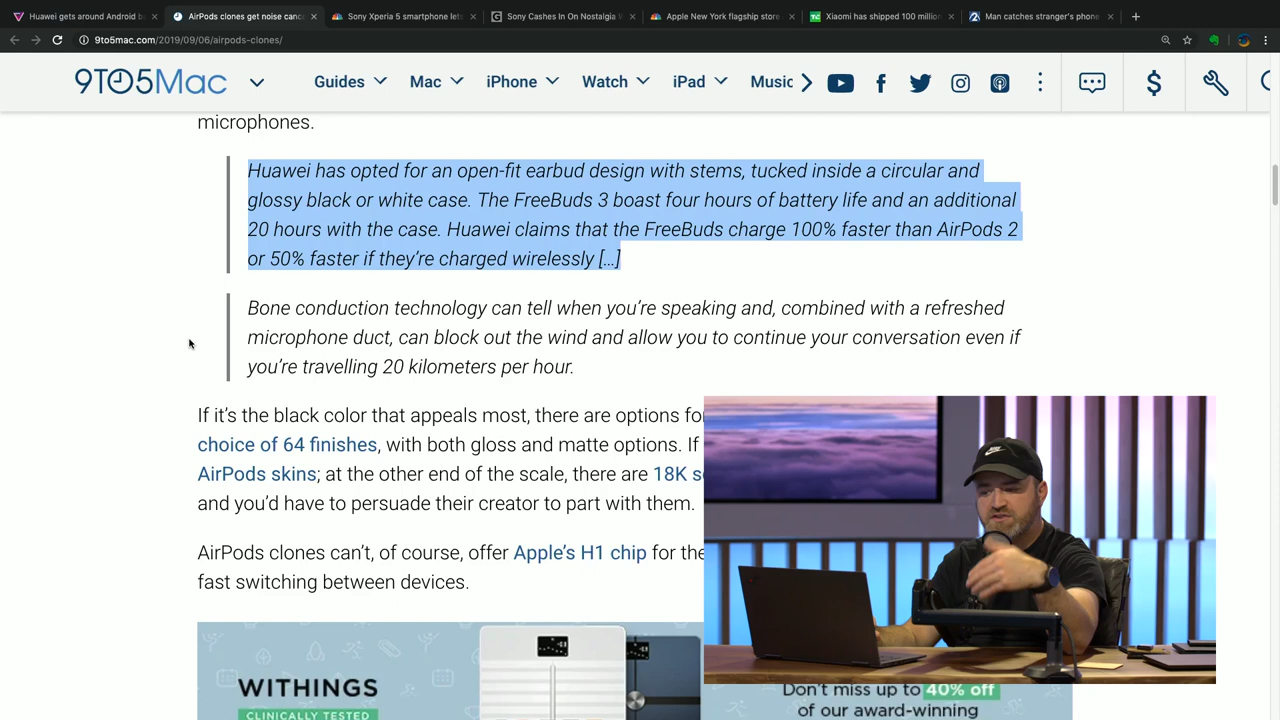 Huawei gets around Android b
AirPods clones get noise canc
Sony Xperia 5 smartphone lets
Sony Cashes In On Nostalgia W
Apple New York flagship store
Xiaomi has shipped 100 million
Man catches stranger's phone
9to5mac.com/2019/09/06/airpods-clones/
9TO5Mac
Guides
Mac
iPhone
Watch
iPad
Music
microphones.
Huawei has opted for an open-fit earbud design with stems, tucked inside a circular and
glossy black or white case. The FreeBuds 3 boast four hours of battery life and an additional
20 hours with the case. Huawei claims that the FreeBuds charge 100% faster than AirPods 2
or 50% faster if they're charged wirelessly […]
Bone conduction technology can tell when you're speaking and, combined with a refreshed
microphone duct, can block out the wind and allow you to continue your conversation even if
you're travelling 20 kilometers per hour.
If it's the black color that appeals most, there are options fo
choice of 64 finishes, with both gloss and matte options. If
AirPods skins; at the other end of the scale, there are 18K s
and you'd have to persuade their creator to part with them.
AirPods clones can't, of course, offer Apple's H1 chip for the
fast switching between devices.
WITHINGS
CLINICALLY TESTED
Don't miss up to 40% off
of our award-winning